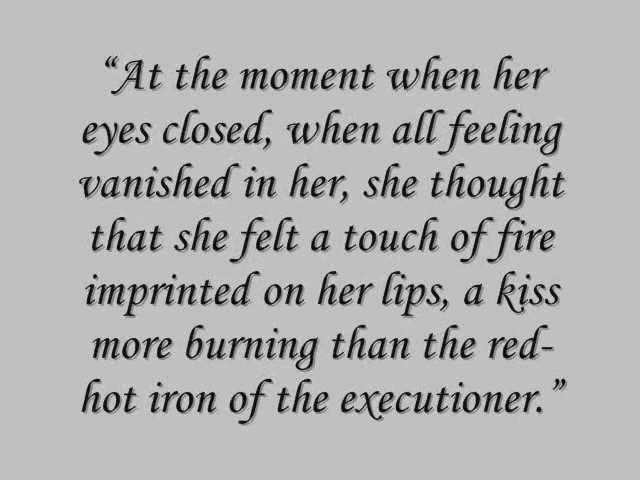 “At the moment when her
eyes closed, when all feeling
vanished in her, she thought
that she felt a touch of fire
imprinted on her lips, a kiss
more burning than the red-
hot iron of the executioner.”